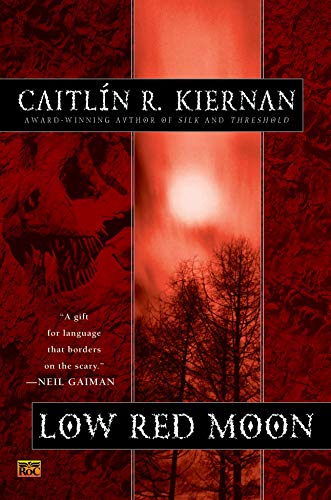 CAITLÍN R. KIERNAN
AWARD-WINNING AUTHOR OF SILK AND THRESHOLD
"A gift
for language
that borders
on the scary."
—NEIL GAIMAN
LOW RED MOON
ROC